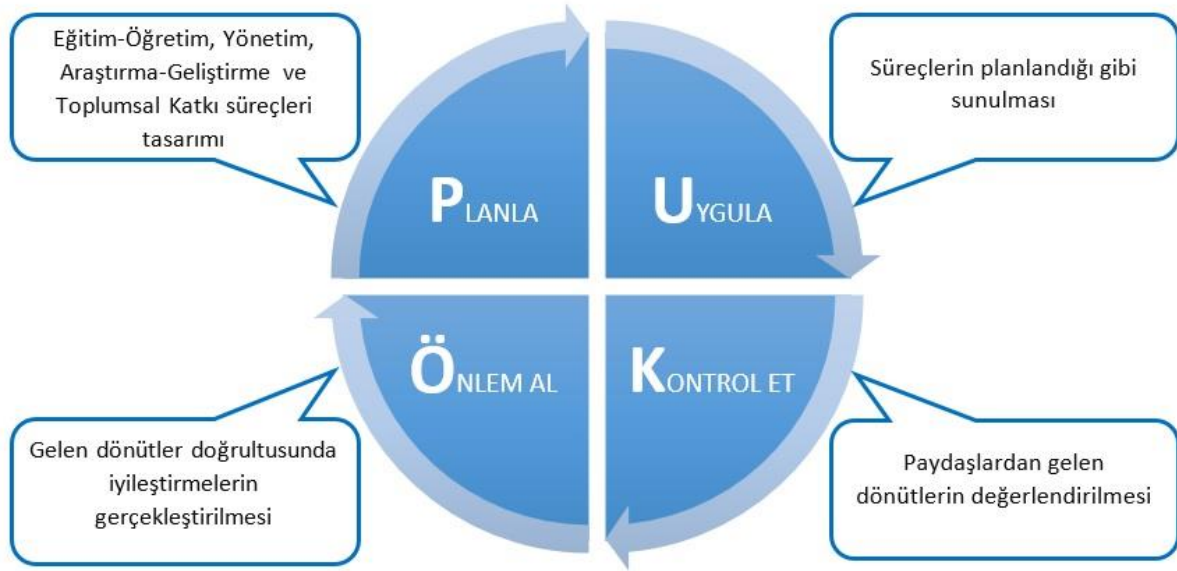 Eğitim-Öğretim, Yönetim,
Araştırma-Geliştirme ve
Toplumsal Katkı süreçleri
tasarımı
Süreçlerin planlandığı gibi
sunulması
PLANLA
UYGULA
ÖNLEM AL
KONTROL ET
Gelen dönütler doğrultusunda
iyileştirmelerin
gerçekleştirilmesi
Paydaşlardan gelen
dönütlerin değerlendirilmesi